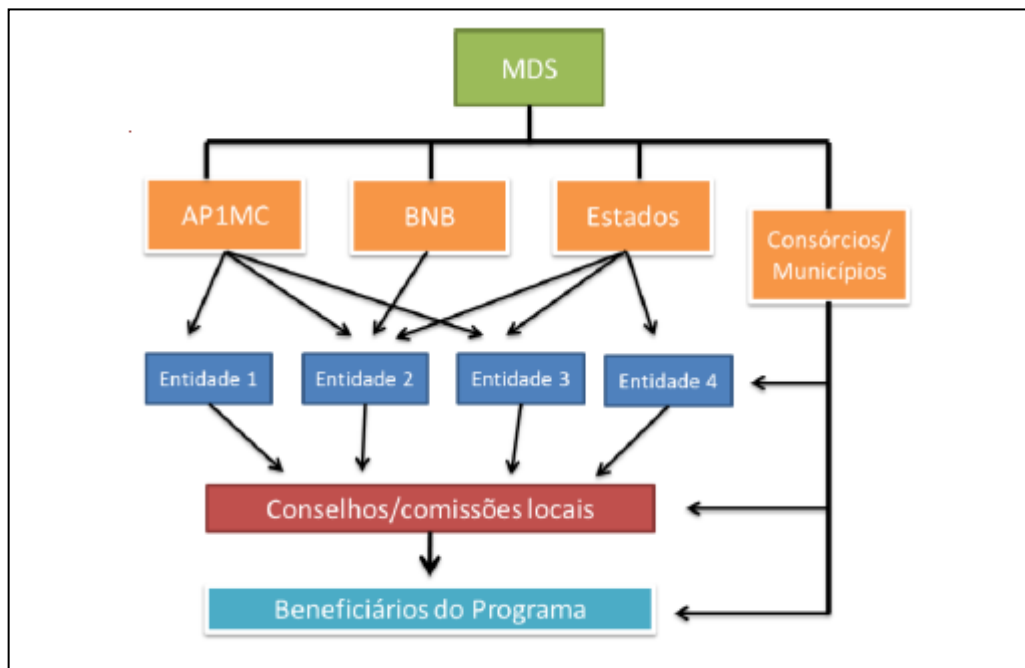 MDS
AP1MC
BNB
Estados
Consórcios/
Municípios
Entidade 1
Entidade 2
Entidade 3
Entidade 4
Conselhos/comissões locais
Beneficiários do Programa